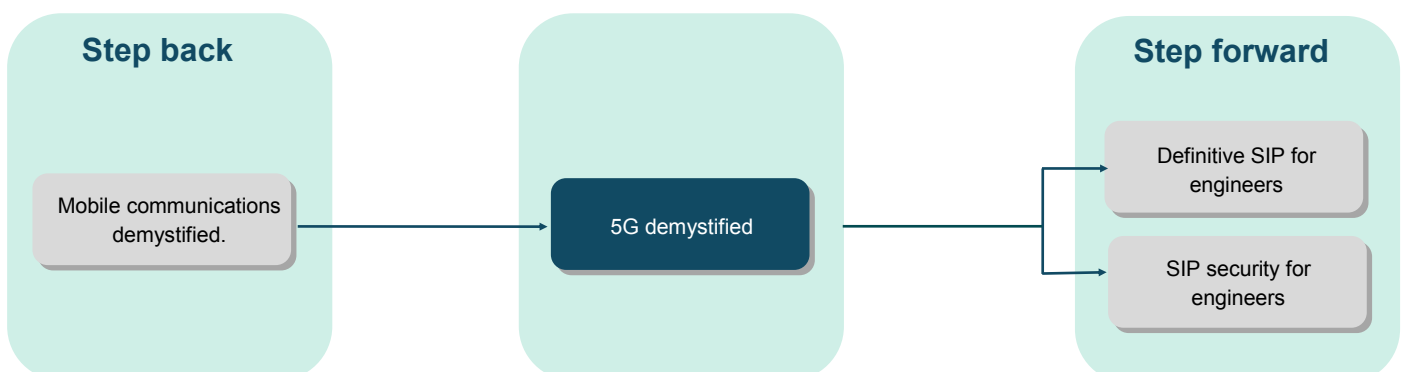 Step back
Mobile communications
demystified.
5G demystified
Step forward
Definitive SIP for
engineers
SIP security for
engineers